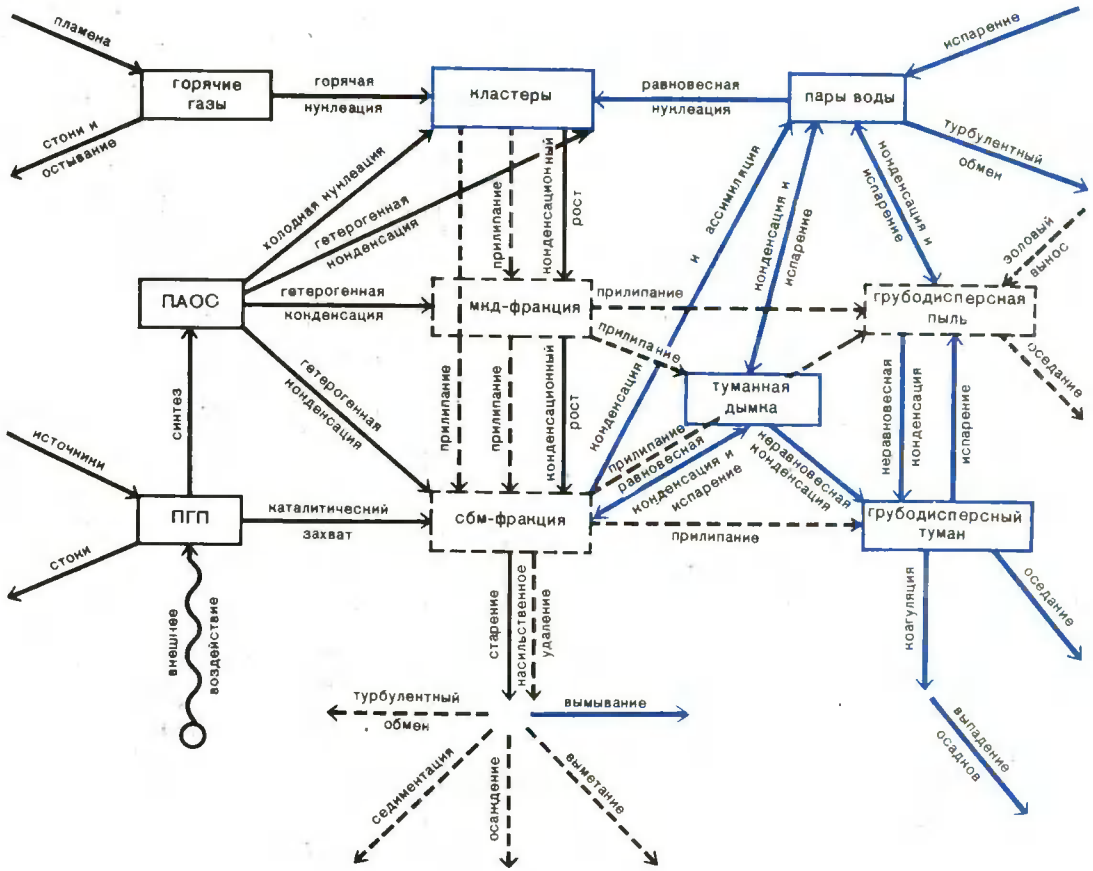 пламена
горячие
газы
стоки и
остывание
горячая
нуклеация
кластеры
равновесная
нуклеация
пары воды
испарение
турбулентный
обмен
холодная нуклеация
гетерогенная
конденсация
прилипание
прилипание
конденсационный
рост
и ассимиляция
конденсация и
испарение
конденсация и
испарение
золовый
вынос
ПАОС
гетерогенная
конденсация
мкд-фракция
прилипание
грубодисперсная
пыль
прилипание
гетерогенная
конденсация
прилипание
прилипание
конденсационный
рост
конденсация
туманная
дымка
неравновесная
конденсация
испарение
оседание
синтез
источники
прилипание
равновесная
конденсация и
испарение
неравновесная
конденсация
ПГП
каталитический
захват
сбм-фракция
прилипание
грубодисперсный
туман
стоки
внешнее
воздействие
старение
насильственное
удаление
коагуляция
оседание
турбулентный
обмен
вымывание
выпадение
осадков
седиментация
осаждение
выметание